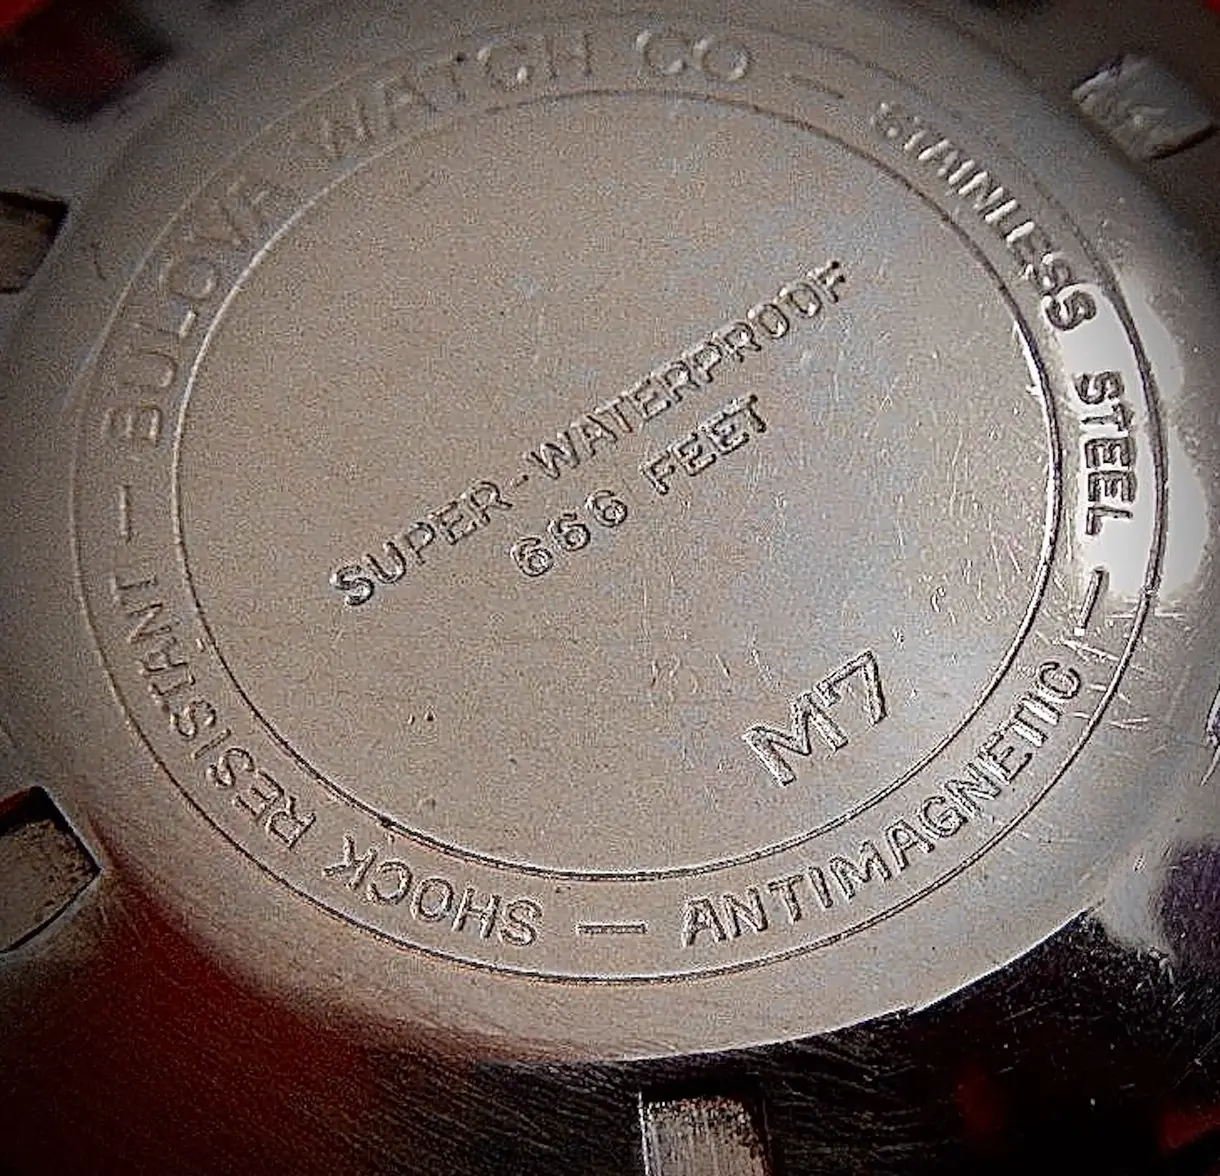 BULOVA WATCH CO — STAINLESS STEEL — ANTIMAGNETIC — SHOCK RESISTANT —
SUPER-WATERPROOF
666 FEET
M7